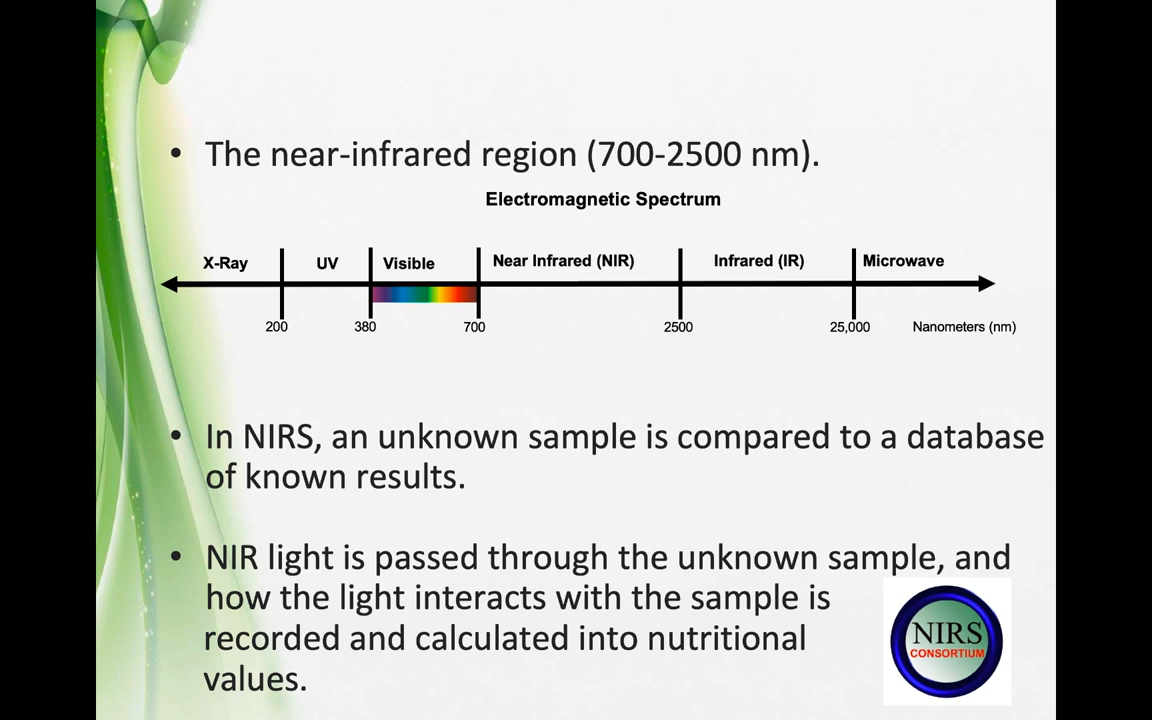 • The near-infrared region (700-2500 nm).
Electromagnetic Spectrum
X-Ray UV Visible Near Infrared (NIR) Infrared (IR) Microwave
200 380 700 2500 25,000 Nanometers (nm)
• In NIRS, an unknown sample is compared to a database
of known results.
• NIR light is passed through the unknown sample, and
how the light interacts with the sample is
recorded and calculated into nutritional
values.
NIRS
CONSORTIUM